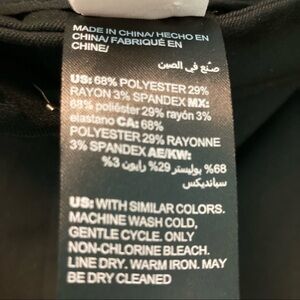 MADE IN CHINA/ HECHO EN
CHINA/ FABRIQUÉ EN
CHINE/
صنع في الصين
US: 68% POLYESTER 29%
RAYON 3% SPANDEX MX:
68% poliéster 29% rayón 3%
elastano CA: 68%
POLYESTER 29% RAYONNE
3% SPANDEX AE/KW:
68% بوليستر 29% رايون 3%
سبانديكس
US: WITH SIMILAR COLORS.
MACHINE WASH COLD,
GENTLE CYCLE. ONLY
NON-CHLORINE BLEACH.
LINE DRY. WARM IRON. MAY
BE DRY CLEANED